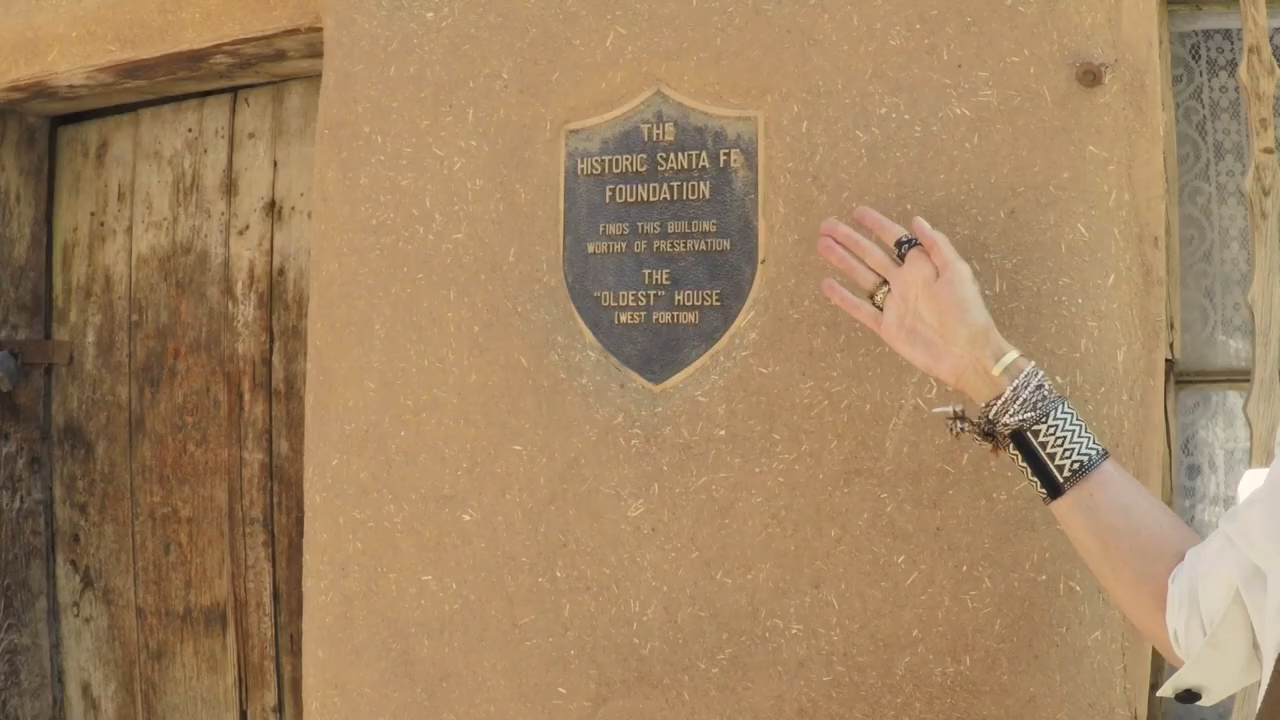 THE
HISTORIC SANTA FE
FOUNDATION
FINDS THIS BUILDING
WORTHY OF PRESERVATION
THE
"OLDEST" HOUSE
(WEST PORTION)